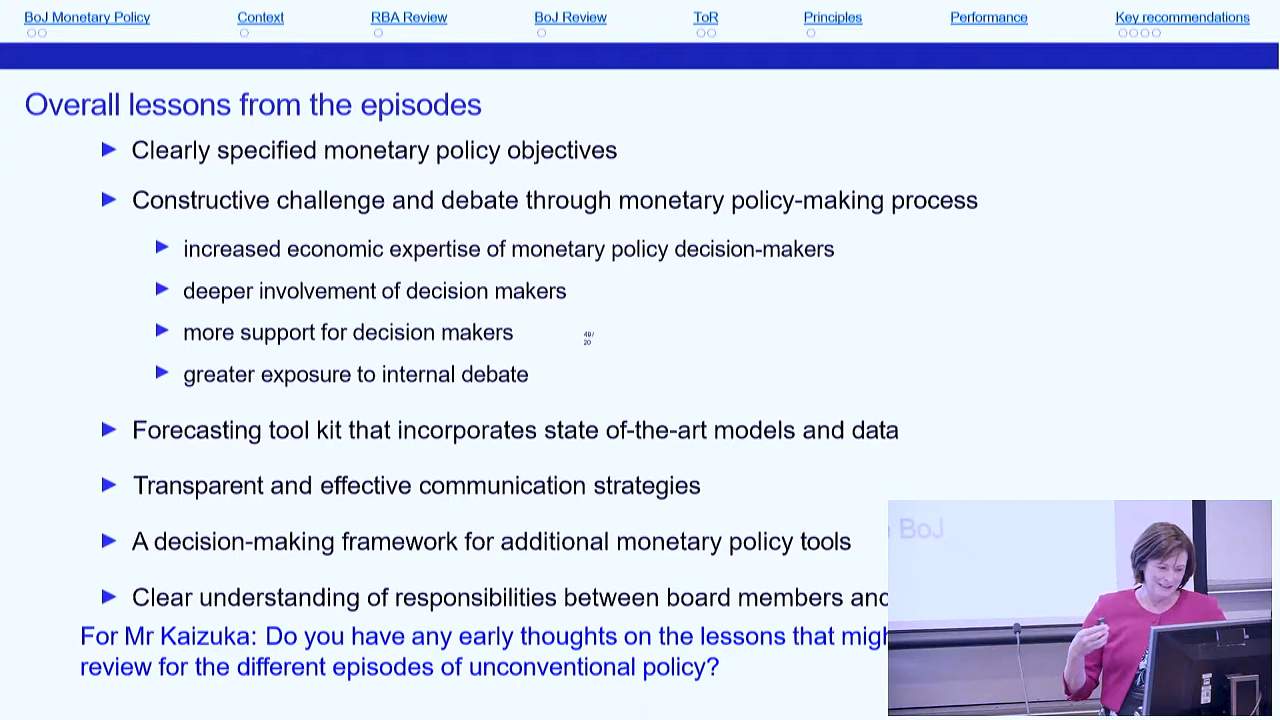 BoJ Monetary Policy Context RBA Review BoJ Review ToR Principles Performance Key recommendations
Overall lessons from the episodes
Clearly specified monetary policy objectives
Constructive challenge and debate through monetary policy-making process
increased economic expertise of monetary policy decision-makers
deeper involvement of decision makers
more support for decision makers
49/
20
greater exposure to internal debate
Forecasting tool kit that incorporates state of-the-art models and data
Transparent and effective communication strategies
A decision-making framework for additional monetary policy tools
BoJ
Clear understanding of responsibilities between board members and
For Mr Kaizuka: Do you have any early thoughts on the lessons that
review for the different episodes of unconventional policy?